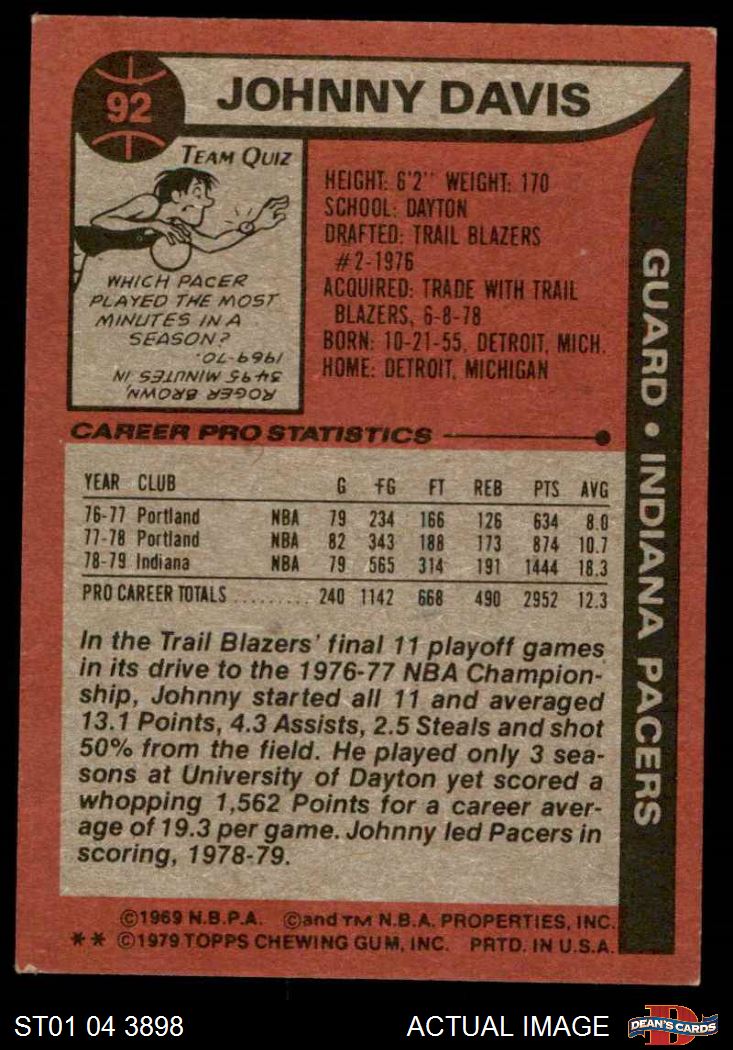 92
JOHNNY DAVIS
TEAM QUIZ
WHICH PACER
PLAYED THE MOST
MINUTES IN A
SEASON?
ROGER BROWN,
3495 MINUTES IN
1969-70.
HEIGHT: 6'2" WEIGHT: 170
SCHOOL: DAYTON
DRAFTED: TRAIL BLAZERS
#2-1976
ACQUIRED: TRADE WITH TRAIL
BLAZERS, 6-8-78
BORN: 10-21-55, DETROIT, MICH.
HOME: DETROIT, MICHIGAN
GUARD • INDIANA PACERS
CAREER PRO STATISTICS
YEAR CLUB G FG FT REB PTS AVG
76-77 Portland NBA 79 234 166 126 634 8.0
77-78 Portland NBA 82 343 188 173 874 10.7
78-79 Indiana NBA 79 565 314 191 1444 18.3
PRO CAREER TOTALS ......... 240 1142 668 490 2952 12.3
In the Trail Blazers' final 11 playoff games
in its drive to the 1976-77 NBA Champion-
ship, Johnny started all 11 and averaged
13.1 Points, 4.3 Assists, 2.5 Steals and shot
50% from the field. He played only 3 sea-
sons at University of Dayton yet scored a
whopping 1,562 Points for a career aver-
age of 19.3 per game. Johnny led Pacers in
scoring, 1978-79.
©1969 N.B.P.A. ©and TM N.B.A. PROPERTIES, INC.
** ©1979 TOPPS CHEWING GUM, INC. PRTD. IN U.S.A.
ST01 04 3898
ACTUAL IMAGE
D
DEAN'S CARDS